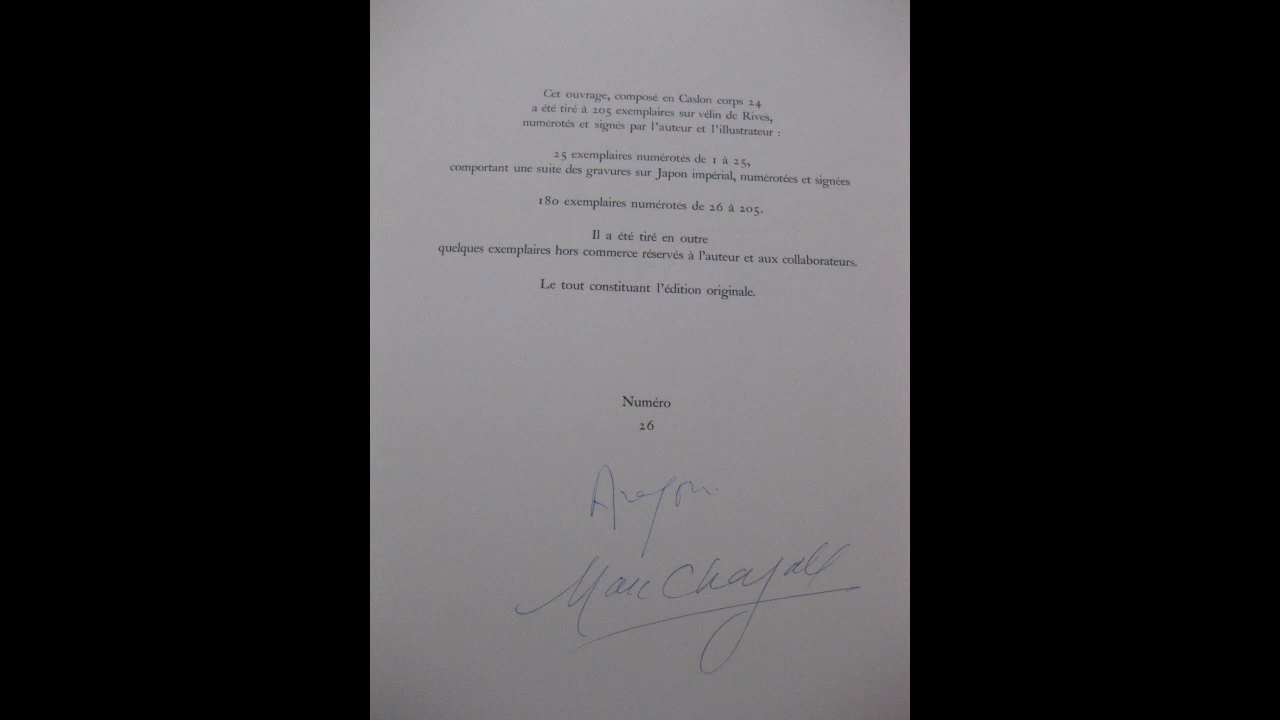 Cet ouvrage, composé en Caslon corps 24
a été tiré à 205 exemplaires sur vélin de Rives,
numérotés et signés par l'auteur et l'illustrateur :
25 exemplaires numérotés de 1 à 25,
comportant une suite des gravures sur Japon impérial, numérotées et signées
180 exemplaires numérotés de 26 à 205.
Il a été tiré en outre
quelques exemplaires hors commerce réservés à l'auteur et aux collaborateurs.
Le tout constituant l'édition originale.
Numéro
26
Aragon
Marc Chagall